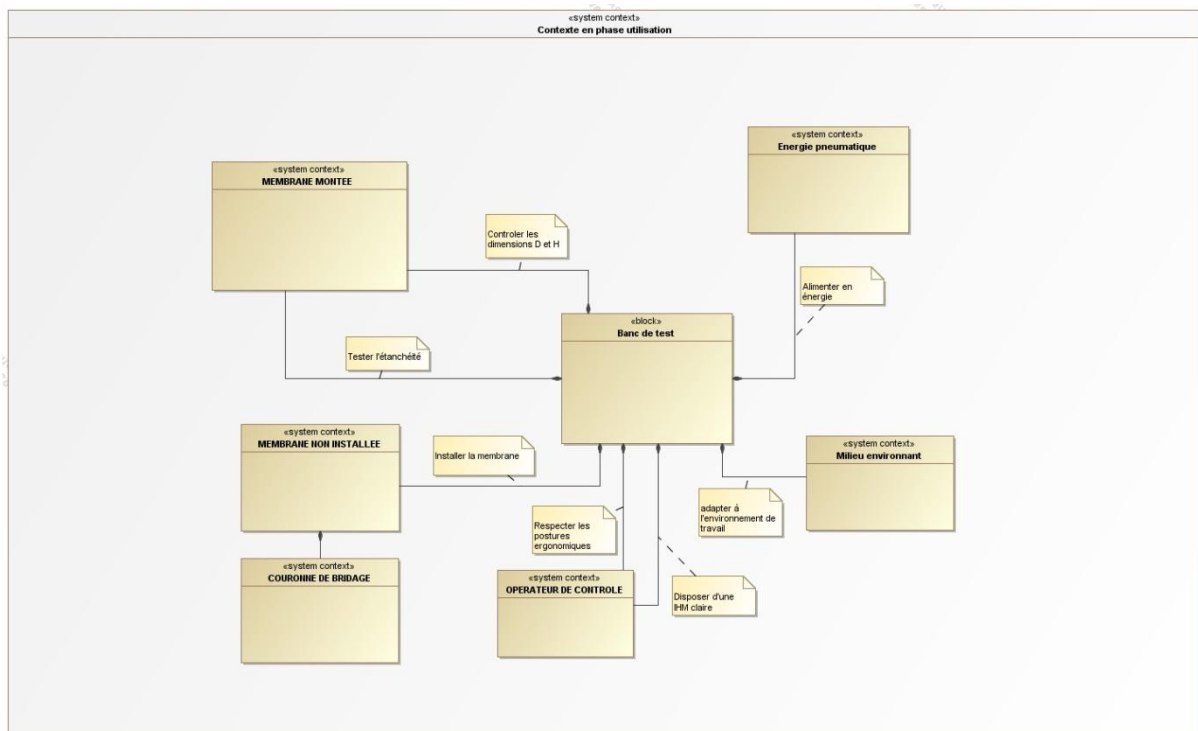 «system context»
Contexte en phase utilisation
«system context»
Energie pneumatique
«system context»
MEMBRANE MONTEE
Controler les
dimensions D et H
Alimenter en
énergie
«block»
Banc de test
Tester l'étanchéité
«system context»
MEMBRANE NON INSTALLEE
Installer la membrane
«system context»
Milieu environnant
adapter à
l'environnement de
travail
Respecter les
postures
ergonomiques
«system context»
COURONNE DE BRIDAGE
«system context»
OPERATEUR DE CONTROLE
Disposer d'une
IHM claire